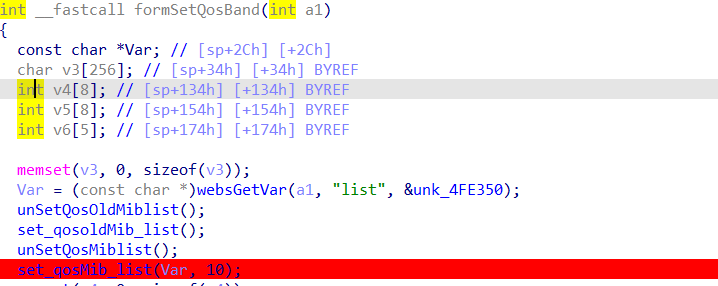 int __fastcall formSetQosBand(int a1)
{
const char *Var; // [sp+2Ch] [+2Ch]
char v3[256]; // [sp+34h] [+34h] BYREF
int v4[8]; // [sp+134h] [+134h] BYREF
int v5[8]; // [sp+154h] [+154h] BYREF
int v6[5]; // [sp+174h] [+174h] BYREF
memset(v3, 0, sizeof(v3));
Var = (const char *)websGetVar(a1, "list", &unk_4FE350);
unSetQosOldMiblist();
set_qosoldMib_list();
unSetQosMiblist();
set_qosMib_list(Var, 10);